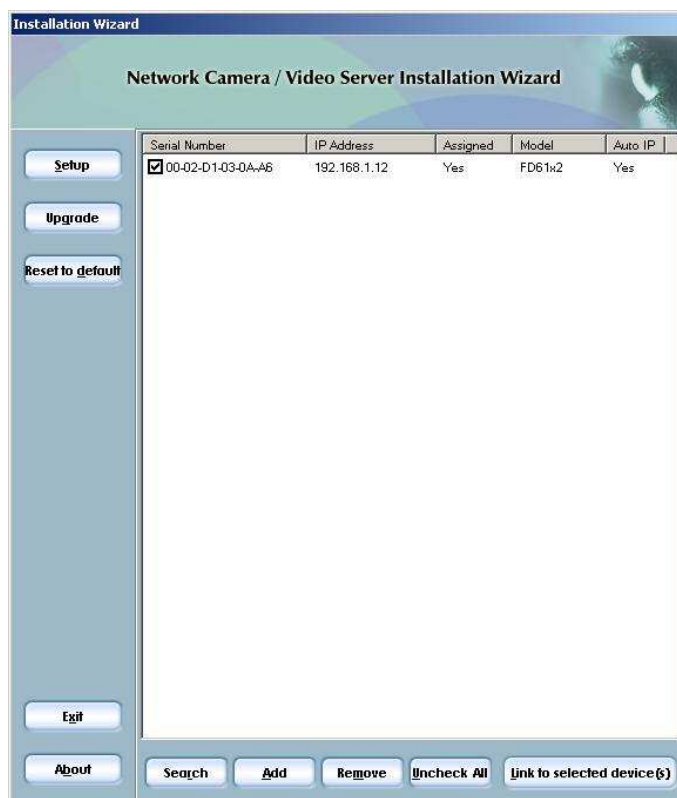 Installation Wizard
Network Camera / Video Server Installation Wizard
Serial Number IP Address Assigned Model Auto IP
00-02-D1-03-0A-A6 192.168.1.12 Yes FD61x2 Yes
Setup
Upgrade
Reset to default
Exit
About
Search Add Remove Uncheck All Link to selected device(s)